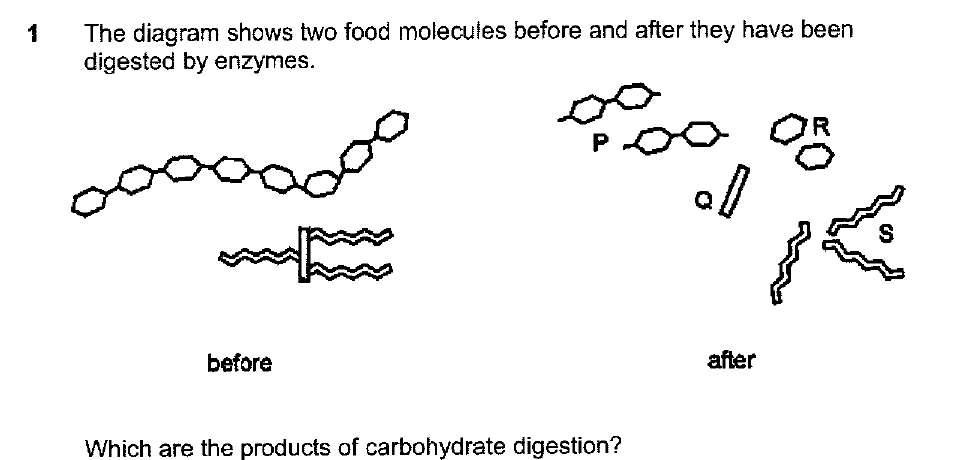 1 The diagram shows two food molecules before and after they have been
digested by enzymes.
P
R
Q
S
before
after
Which are the products of carbohydrate digestion?